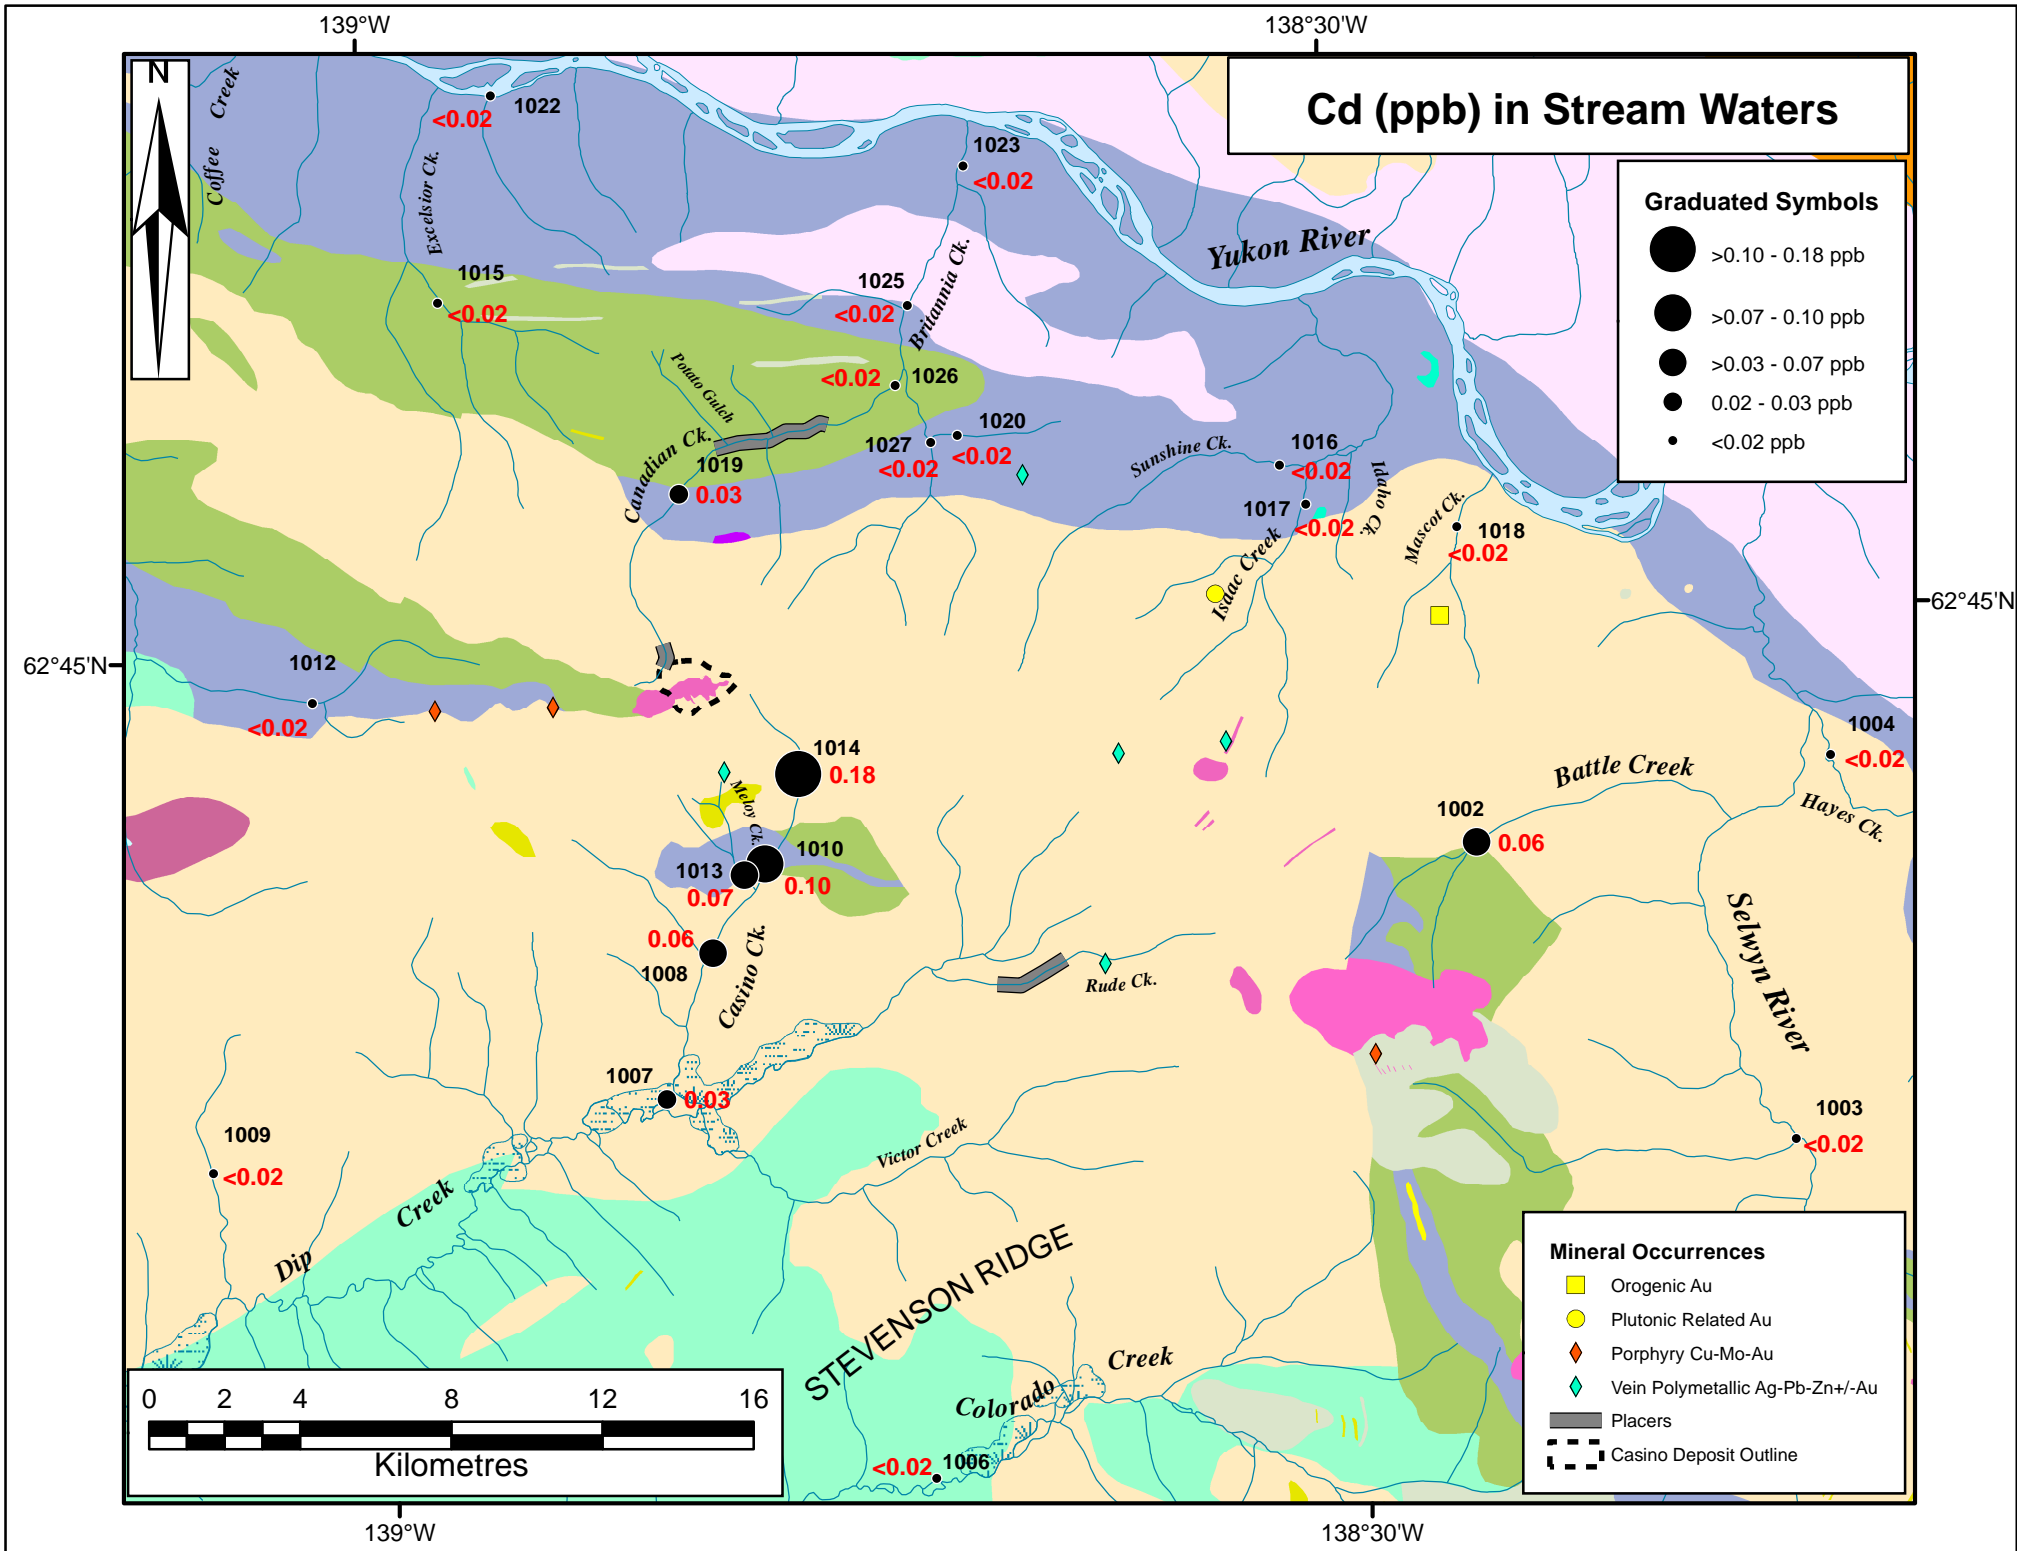 139°W
138°30'W
N
Cd (ppb) in Stream Waters
Graduated Symbols
>0.10 - 0.18 ppb
>0.07 - 0.10 ppb
>0.03 - 0.07 ppb
0.02 - 0.03 ppb
<0.02 ppb
Coffee Creek
1022
<0.02
Excelsior Ck.
1023
<0.02
Yukon River
1015
<0.02
1025
<0.02
Britannia Ck.
Potato Gulch
<0.02
1026
Canadian Ck.
1019
0.03
1027
<0.02
1020
<0.02
Sunshine Ck.
1016
<0.02
1017
<0.02
Idaho Ck.
Isaac Creek
Mascot Ck.
1018
<0.02
62°45'N
62°45'N
1012
<0.02
1014
0.18
Meloy Ck.
1010
0.10
1013
0.07
0.06
1008
Casino Ck.
Rude Ck.
1002
0.06
Battle Creek
1004
<0.02
Hayes Ck.
Selwyn River
1007
0.03
1009
<0.02
1003
<0.02
Victor Creek
Dip Creek
STEVENSON RIDGE
Colorado Creek
<0.02
1006
0 2 4 8 12 16
Kilometres
Mineral Occurrences
Orogenic Au
Plutonic Related Au
Porphyry Cu-Mo-Au
Vein Polymetallic Ag-Pb-Zn+/-Au
Placers
Casino Deposit Outline
139°W
138°30'W